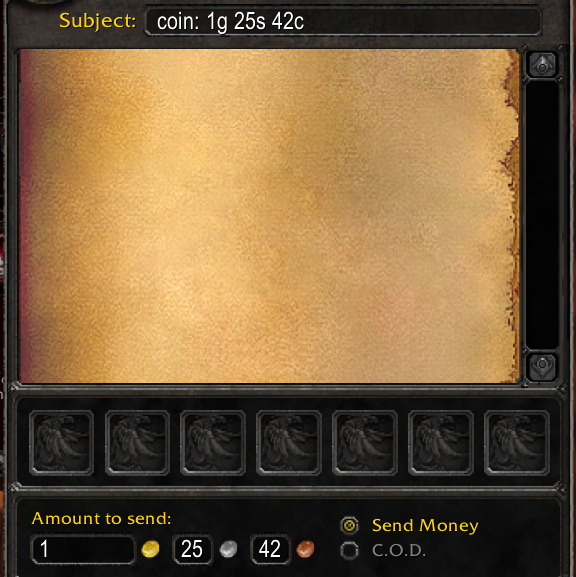 Subject: coin: 1g 25s 42c
Amount to send:
1 25 42
Send Money
C.O.D.